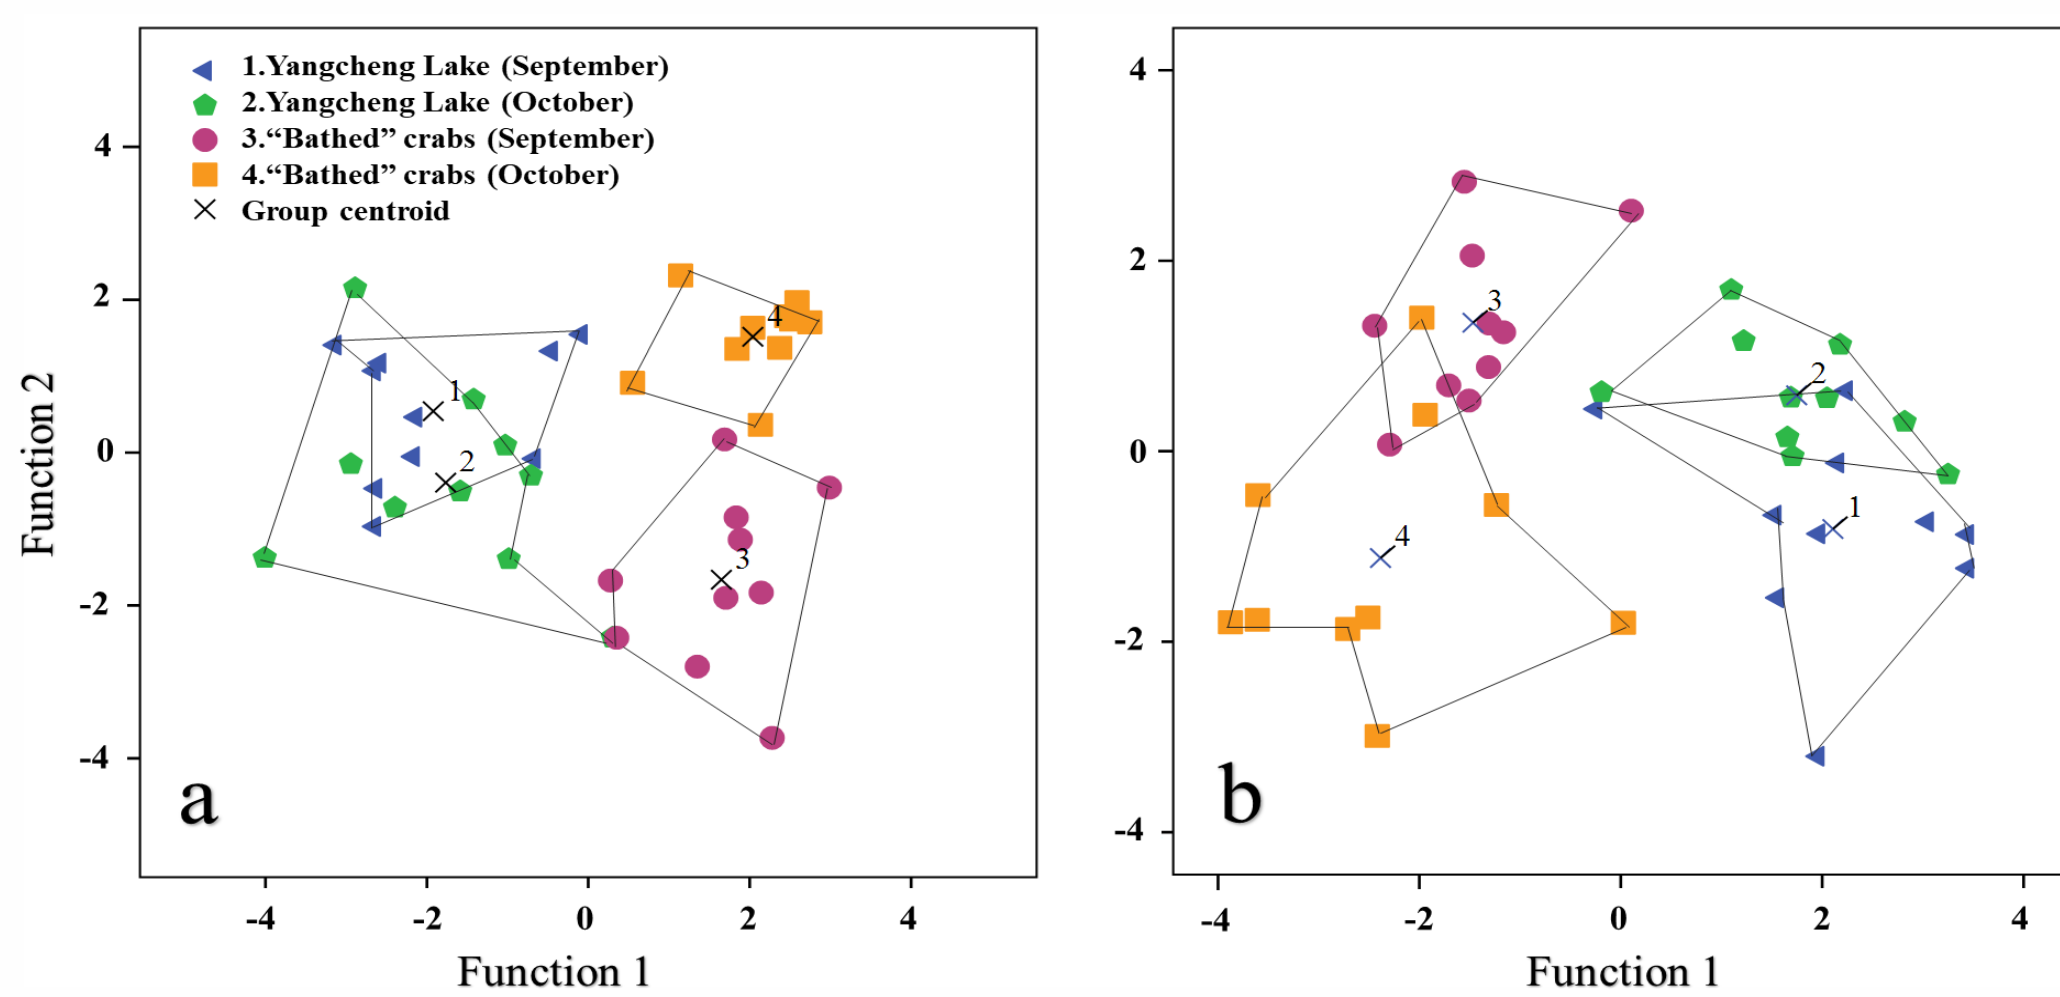 1.Yangcheng Lake (September)
2.Yangcheng Lake (October)
3.“Bathed” crabs (September)
4.“Bathed” crabs (October)
Group centroid
Function 2
4
2
0
-2
-4
1
2
3
4
a
-4 -2 0 2 4
Function 1
4
2
0
-2
-4
3
2
1
4
b
-4 -2 0 2 4
Function 1